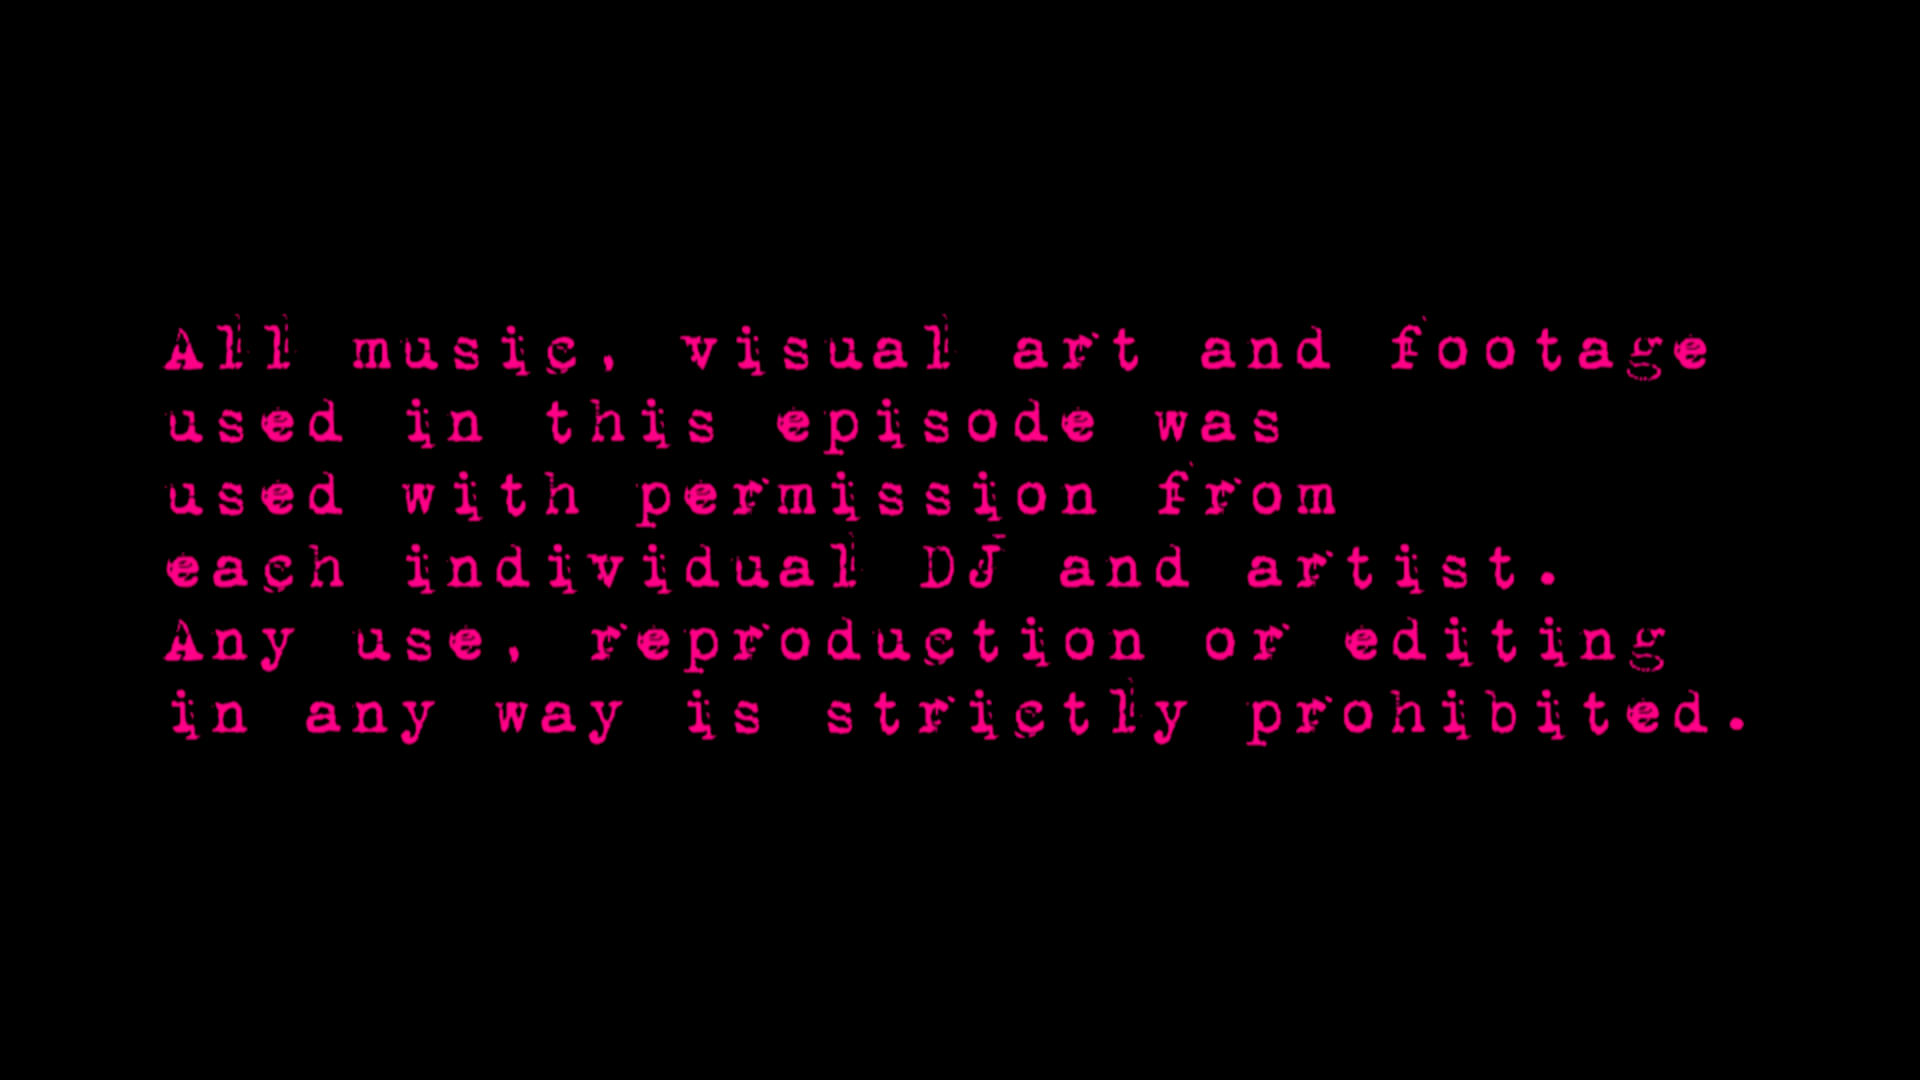 All music, visual art and footage
used in this episode was
used with permission from
each individual DJ and artist.
Any use, reproduction or editing
in any way is strictly prohibited.